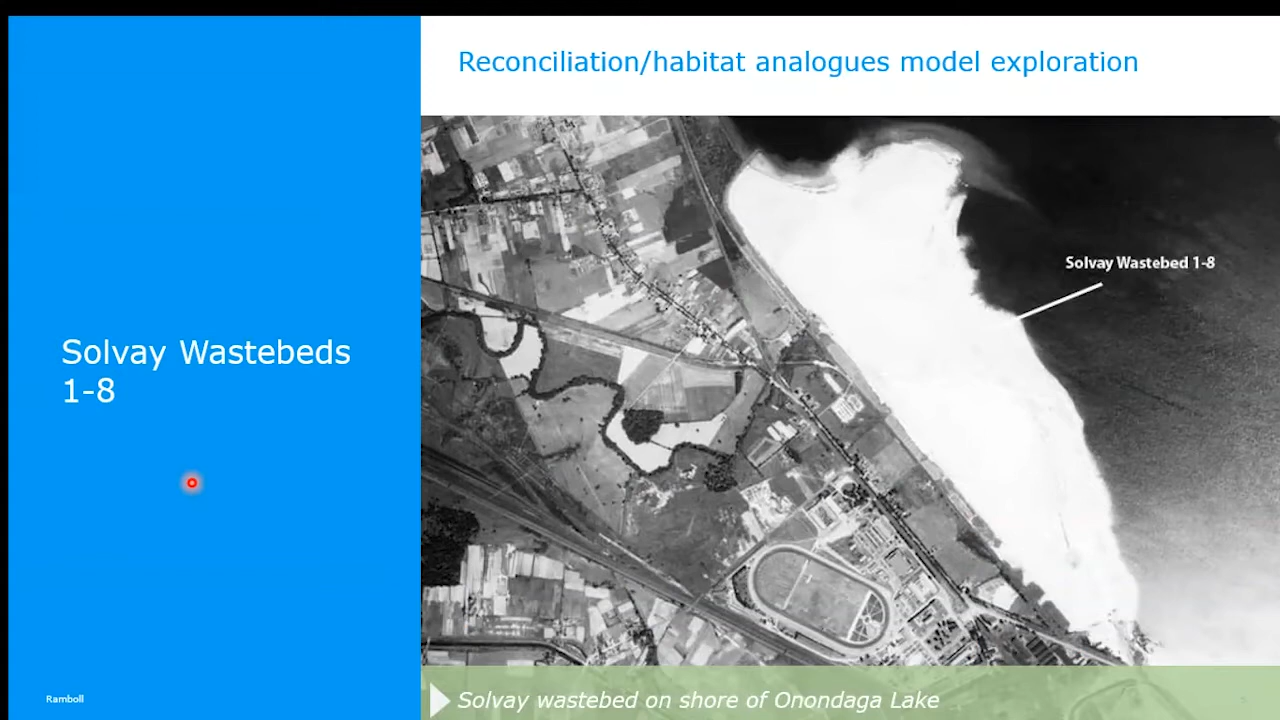 Reconciliation/habitat analogues model exploration
Solvay Wastebed 1-8
Solvay Wastebeds
1-8
Ramboll
Solvay wastebed on shore of Onondaga Lake